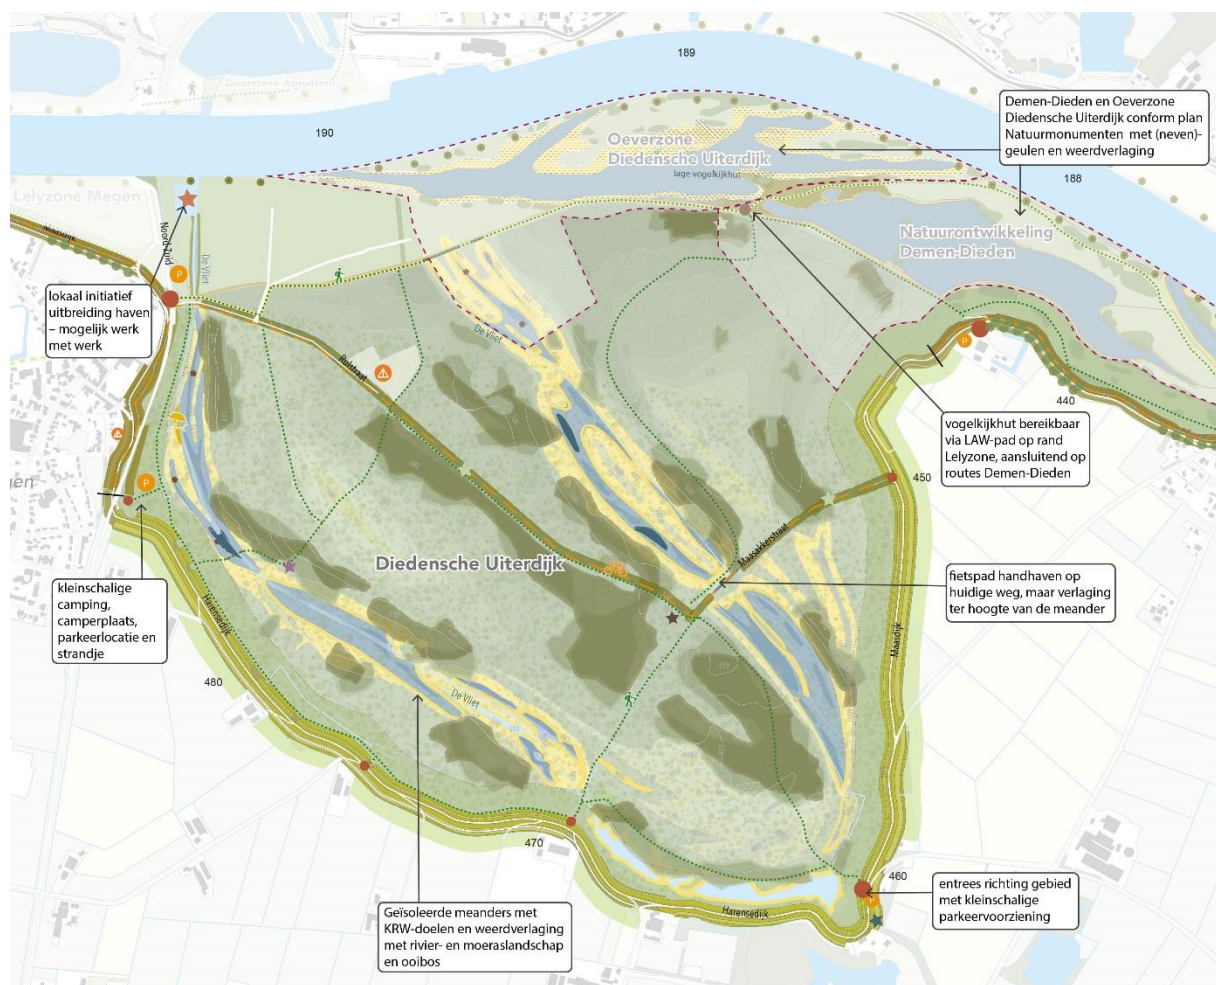 189
Doorsteek Appeltern
190
Demen-Dieden en Oeverzone
Diedensche Uiterdijk conform plan
Natuurmonumenten met (neven)-
geulen en weerdverlaging
Oeverzone
Diedensche Uiterdijk
lage vogelkijkhut
188
Lelyzone Megen
Maasdijk
Noord-Zuid
De Vliet
P
Natuurontwikkeling
Demen-Dieden
lokaal initiatief
uitbreiding haven
– mogelijk werk
met werk
De Vliet
Ruistraat
P
440
vogelkijkhut bereikbaar
via LAW-pad op rand
Lelyzone, aansluitend op
routes Demen-Dieden
450
P
gen
Maasakkerstraat
Diedensche Uiterdijk
fietspad handhaven op
huidige weg, maar verlaging
ter hoogte van de meander
kleinschalige
camping,
camperplaats,
parkeerlocatie en
strandje
Harensedijk
Maasdijk
480
De Vliet
470
460
entrees richting gebied
met kleinschalige
parkeervoorziening
P
Harensedijk
Geïsoleerde meanders met
KRW-doelen en weerdverlaging
met rivier- en moeraslandschap
en ooibos